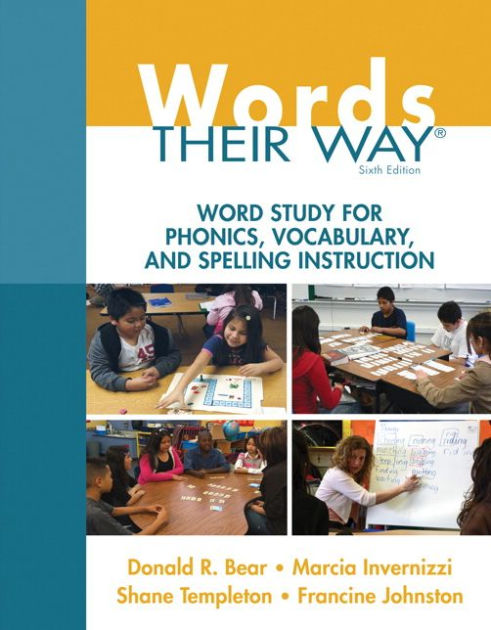 Words
THEIR WAY®
Sixth Edition
WORD STUDY FOR
PHONICS, VOCABULARY,
AND SPELLING INSTRUCTION
Donald R. Bear • Marcia Invernizzi
Shane Templeton • Francine Johnston